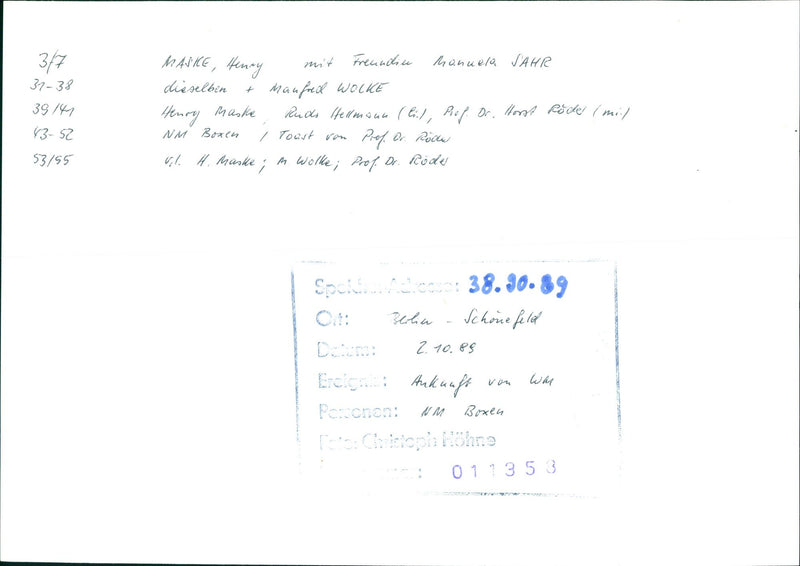 3/7 MASKE, Henry mit Freundin Manuela SAHR
31-38 dieselben + Manfred WOLKE
39/41 Henry Maske, Rudi Hellmann (li.), Prof. Dr. Horst Röder (mi.)
43-52 NM Boxen / Toast von Prof. Dr. Röder
53/55 v.l. H. Maske; M Wolke; Prof. Dr. Röder
Adresse: 38.90.89
Ort: Berlin - Schönefeld
Datum: 2.10.89
Ereignis: Ankunft von WM
Personen: NM Boxen
Foto: Christoph Höhne
: 011353